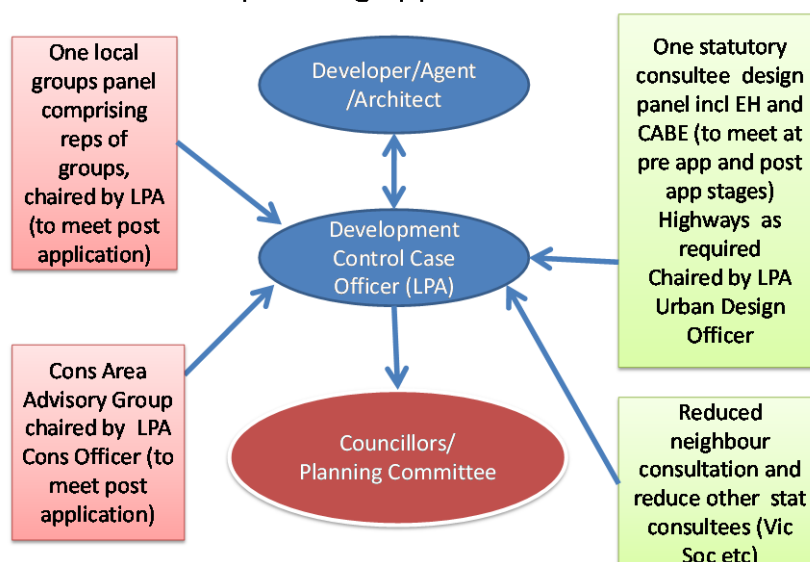 One local
groups panel
comprising
reps of
groups,
chaired by LPA
(to meet post
application)
Developer/Agent
/Architect
One statutory
consultee design
panel incl EH and
CABE (to meet at
pre app and post
app stages)
Highways as
required
Chaired by LPA
Urban Design
Officer
Development
Control Case
Officer (LPA)
Cons Area
Advisory Group
chaired by LPA
Cons Officer (to
meet post
application)
Councillors/
Planning Committee
Reduced
neighbour
consultation and
reduce other stat
consultees (Vic
Soc etc)